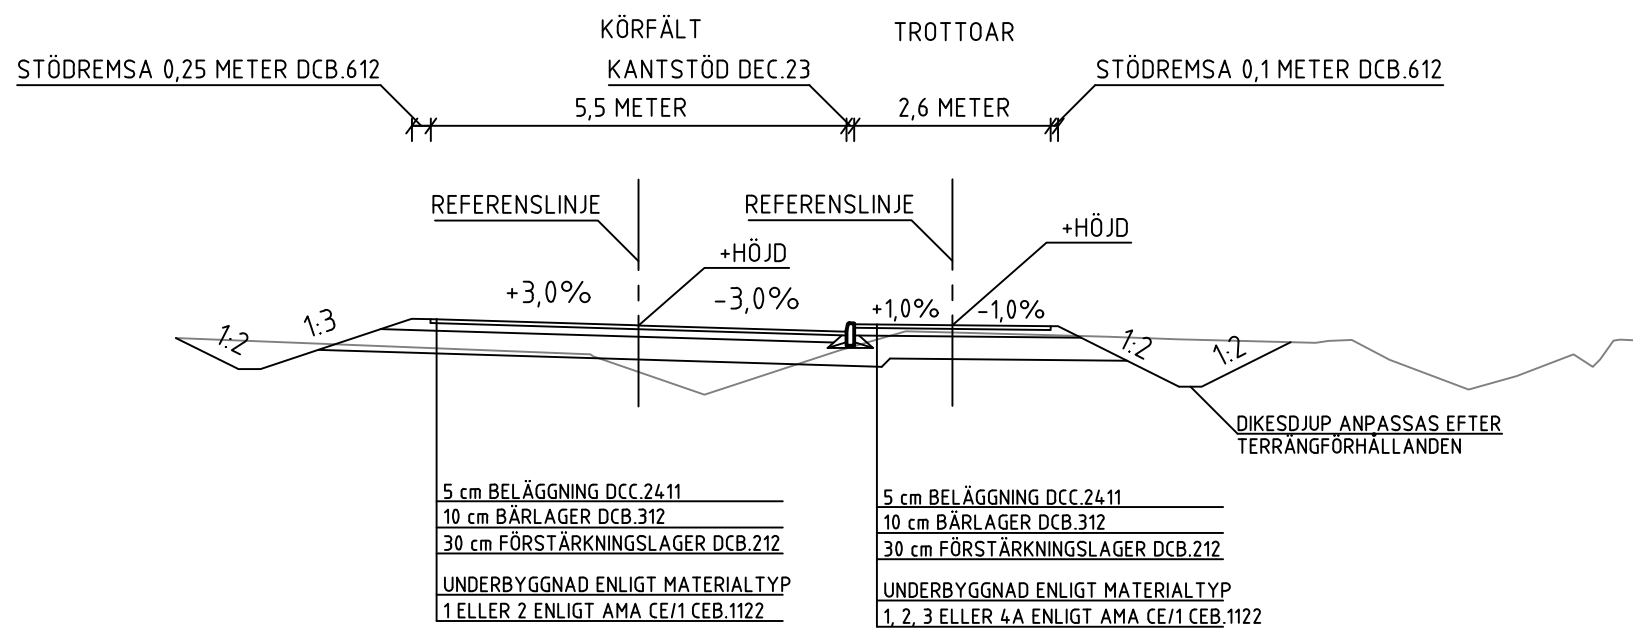 KÖRFÄLT
TROTTOAR
STÖDREMSA 0,25 METER DCB.612
KANTSTÖD DEC.23
STÖDREMSA 0,1 METER DCB.612
5,5 METER
2,6 METER
REFERENSLINJE
REFERENSLINJE
+HÖJD
+HÖJD
+3,0%
-3,0%
+1,0%
-1,0%
1:2
1:3
1:2
1:2
DIKESDJUP ANPASSAS EFTER
TERRÄNGFÖRHÅLLANDEN
5 cm BELÄGGNING DCC.2411
10 cm BÄRLAGER DCB.312
30 cm FÖRSTÄRKNINGSLAGER DCB.212
UNDERBYGGNAD ENLIGT MATERIALTYP
1 ELLER 2 ENLIGT AMA CE/1 CEB.1122
5 cm BELÄGGNING DCC.2411
10 cm BÄRLAGER DCB.312
30 cm FÖRSTÄRKNINGSLAGER DCB.212
UNDERBYGGNAD ENLIGT MATERIALTYP
1, 2, 3 ELLER 4A ENLIGT AMA CE/1 CEB.1122